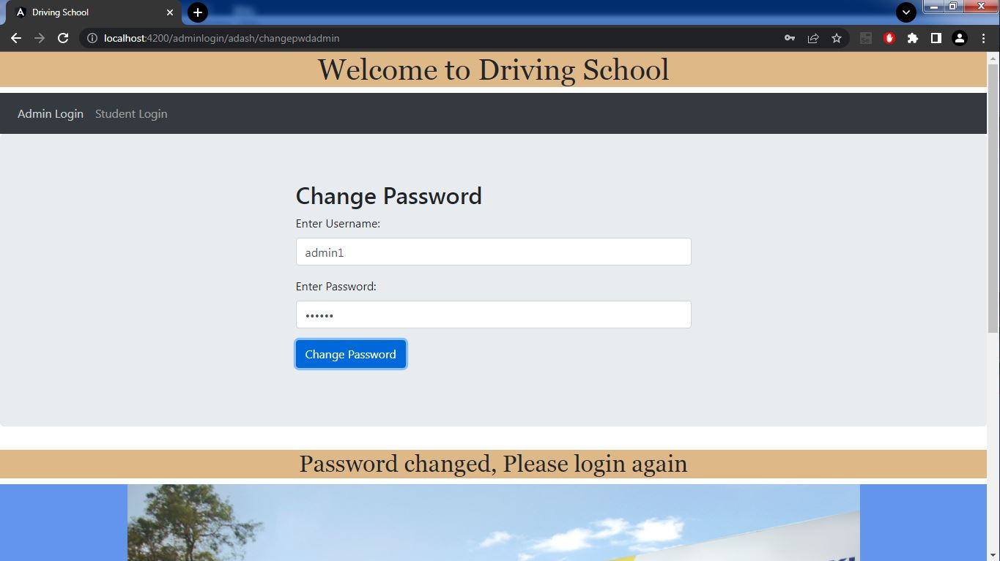 Driving School
localhost:4200/adminlogin/adash/changepwdadmin
Welcome to Driving School
Admin Login Student Login
Change Password
Enter Username:
admin1
Enter Password:
••••••
Change Password
Password changed, Please login again